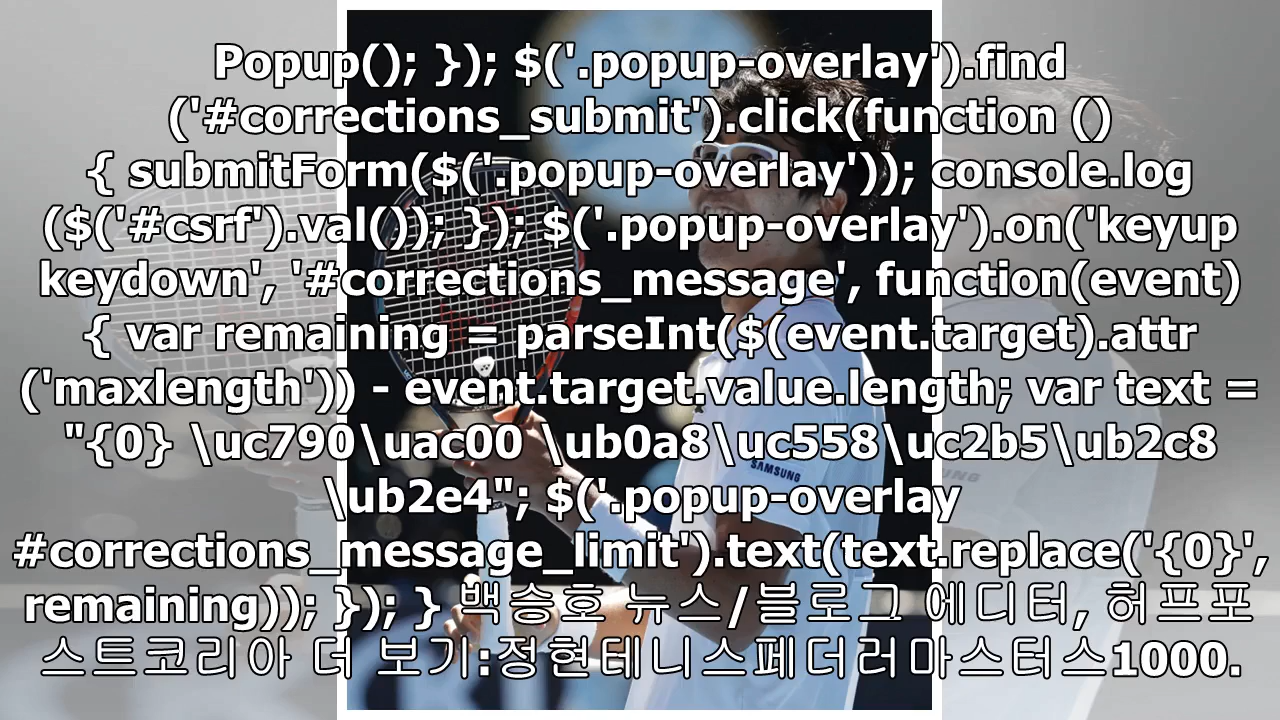 Popup(); }); $('.popup-overlay').find
('#corrections_submit').click(function ()
{ submitForm($('.popup-overlay')); console.log
($('#csrf').val()); }); $('.popup-overlay').on('keyup
keydown', '#corrections_message', function(event)
{ var remaining = parseInt($(event.target).attr
('maxlength')) - event.target.value.length; var text =
"{0} \uc790\uac00 \ub0a8\uc558\uc2b5\ub2c8
\ub2e4"; $('.popup-overlay
#corrections_message_limit').text(text.replace('{0}',
remaining)); }); } 백승호 뉴스/블로그 에디터, 허프포
스트코리아 더 보기:정현테니스페더러마스터스1000.
SAMSUNG